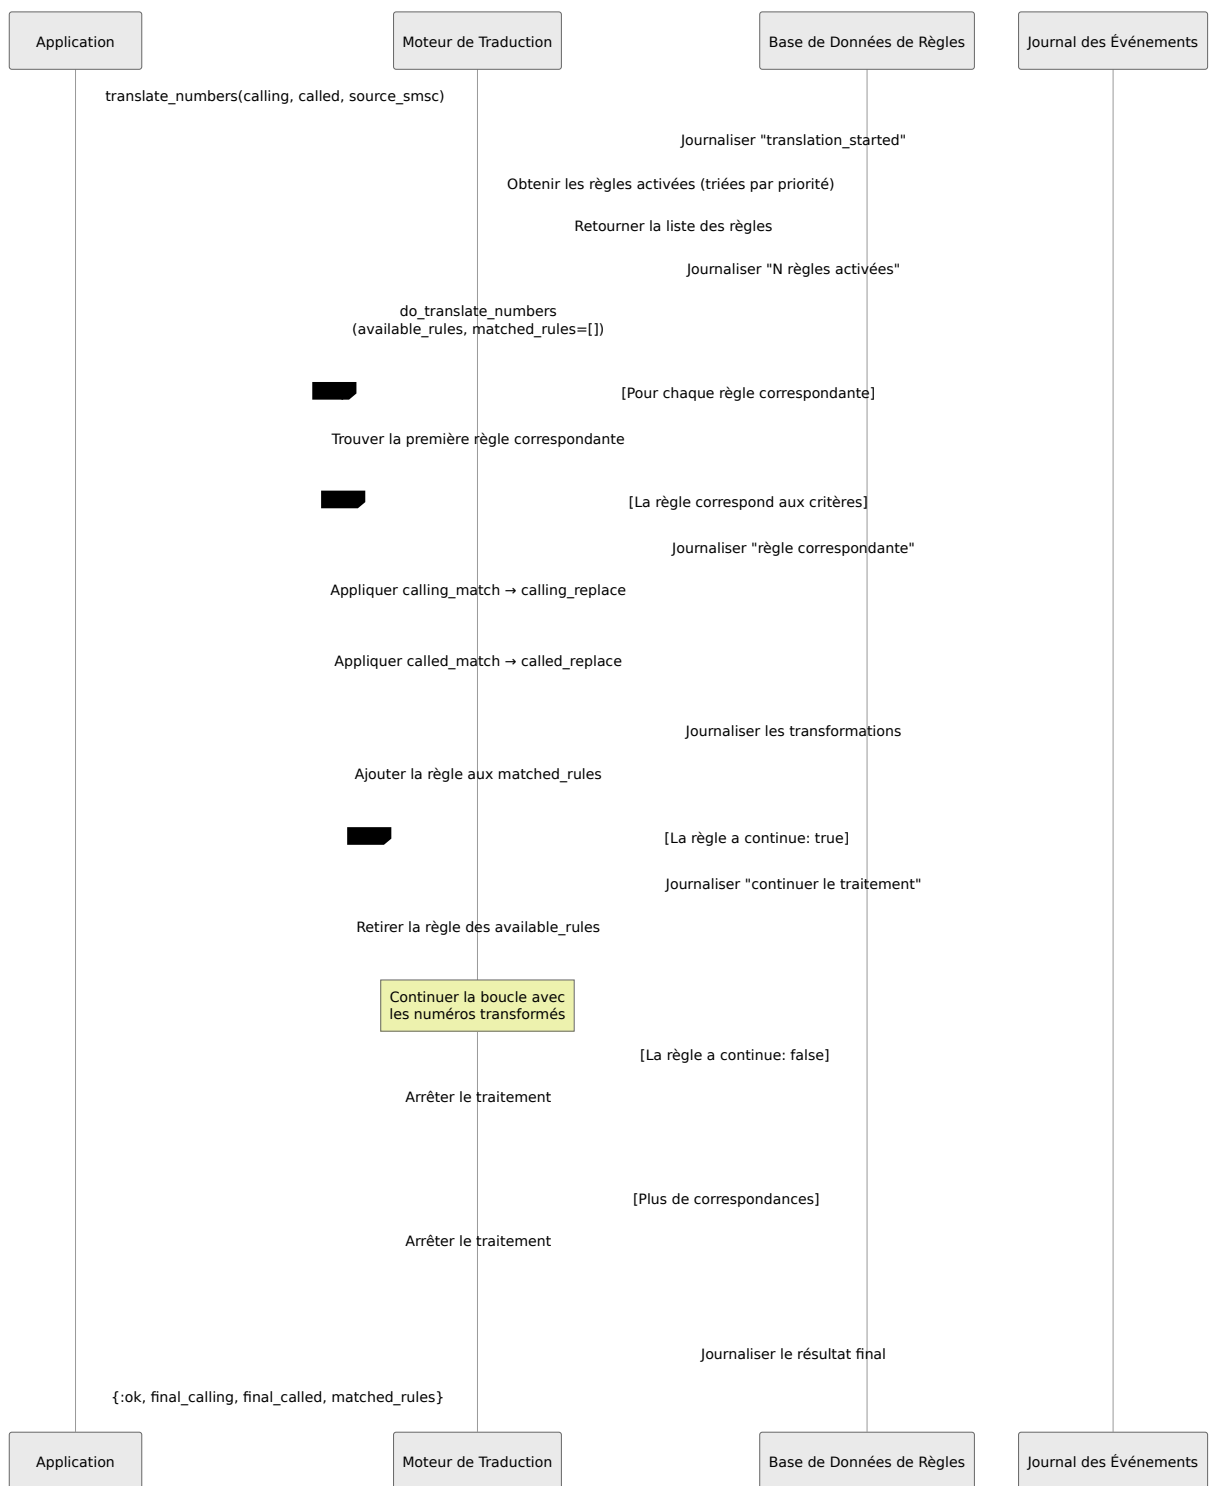 Application
Moteur de Traduction
Base de Données de Règles
Journal des Événements
translate_numbers(calling, called, source_smsc)
Journaliser "translation_started"
Obtenir les règles activées (triées par priorité)
Retourner la liste des règles
Journaliser "N règles activées"
do_translate_numbers
(available_rules, matched_rules=[])
[Pour chaque règle correspondante]
Trouver la première règle correspondante
[La règle correspond aux critères]
Journaliser "règle correspondante"
Appliquer calling_match → calling_replace
Appliquer called_match → called_replace
Journaliser les transformations
Ajouter la règle aux matched_rules
[La règle a continue: true]
Journaliser "continuer le traitement"
Retirer la règle des available_rules
Continuer la boucle avec
les numéros transformés
[La règle a continue: false]
Arrêter le traitement
[Plus de correspondances]
Arrêter le traitement
Journaliser le résultat final
{:ok, final_calling, final_called, matched_rules}
Application
Moteur de Traduction
Base de Données de Règles
Journal des Événements